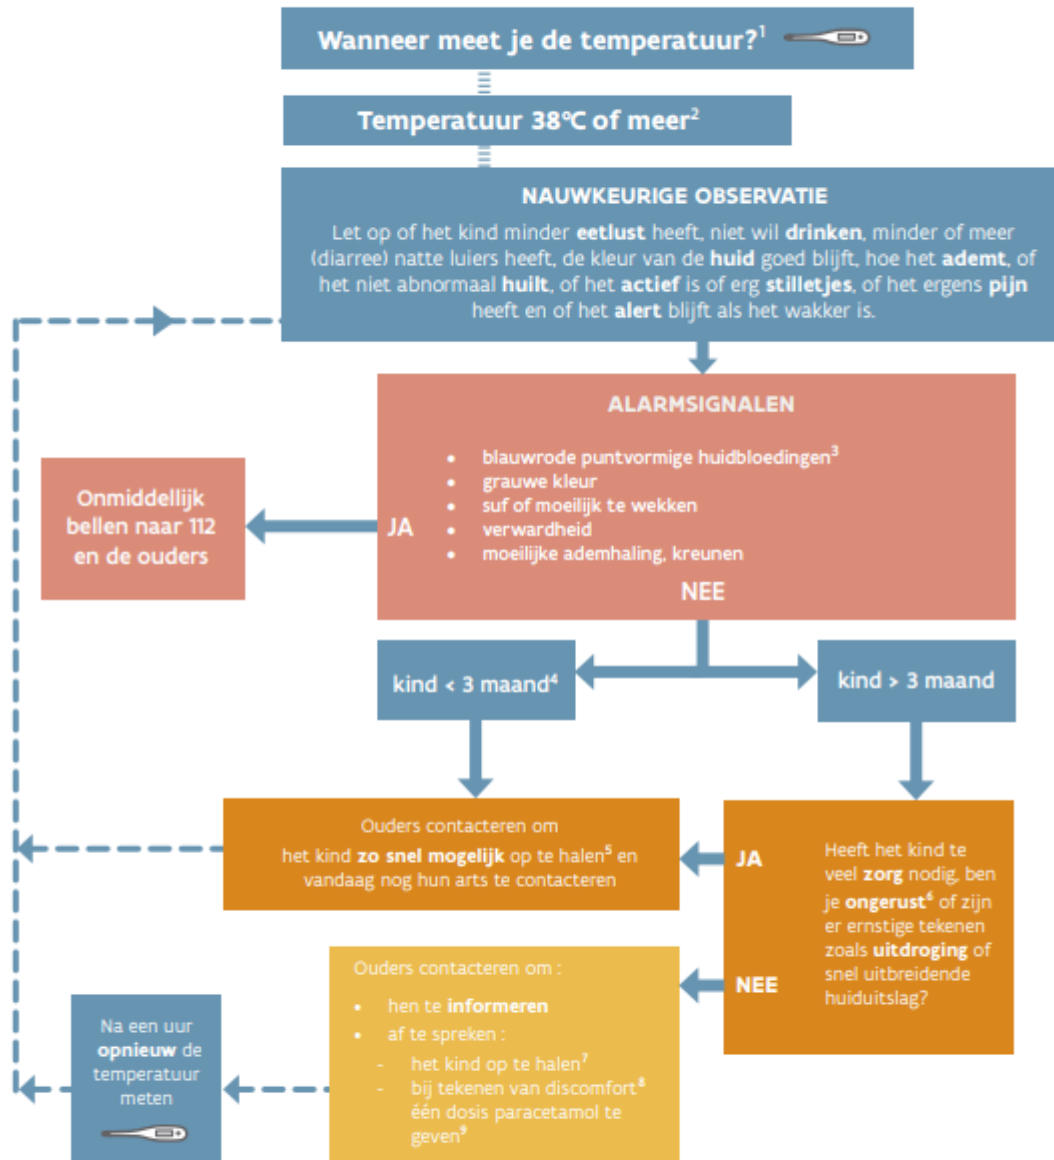 Wanneer meet je de temperatuur?¹
Temperatuur 38°C of meer²
NAUWKEURIGE OBSERVATIE
Let op of het kind minder eetlust heeft, niet wil drinken, minder of meer
(diarree) natte luiers heeft, de kleur van de huid goed blijft, hoe het ademt, of
het niet abnormaal huilt, of het actief is of erg stilletjes, of het ergens pijn
heeft en of het alert blijft als het wakker is.
ALARMSIGNALEN
• blauwrode puntvormige huidbloedingen³
• grauwe kleur
• suf of moeilijk te wekken
• verwardheid
• moeilijke ademhaling, kreunen
JA
NEE
Onmiddellijk
bellen naar 112
en de ouders
kind < 3 maand⁴
kind > 3 maand
Ouders contacteren om
het kind zo snel mogelijk op te halen⁵ en
vandaag nog hun arts te contacteren
JA
NEE
Heeft het kind te
veel zorg nodig, ben
je ongerust⁶ of zijn
er ernstige tekenen
zoals uitdroging of
snel uitbreidende
huiduitslag?
Ouders contacteren om :
• hen te informeren
• af te spreken :
- het kind op te halen⁷
- bij tekenen van discomfort⁸
één dosis paracetamol te
geven⁹
Na een uur
opnieuw de
temperatuur
meten